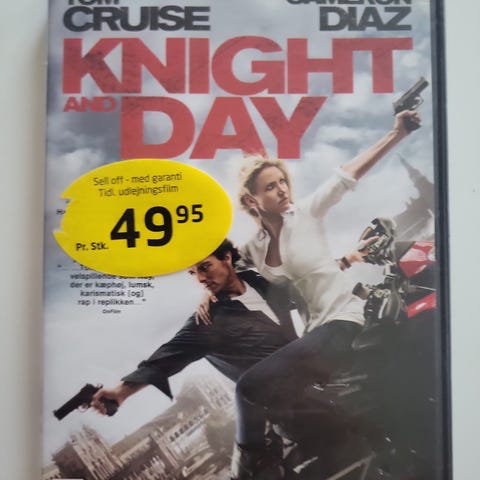 TOM CAMERON
CRUISE DIAZ
KNIGHT
AND DAY
Sell off - med garanti
Tidl. udlejningsfilm
Pr. Stk. 49 95
velspillende
der er kæphøj, lumsk,
karismatisk [og]
rap i replikken..."